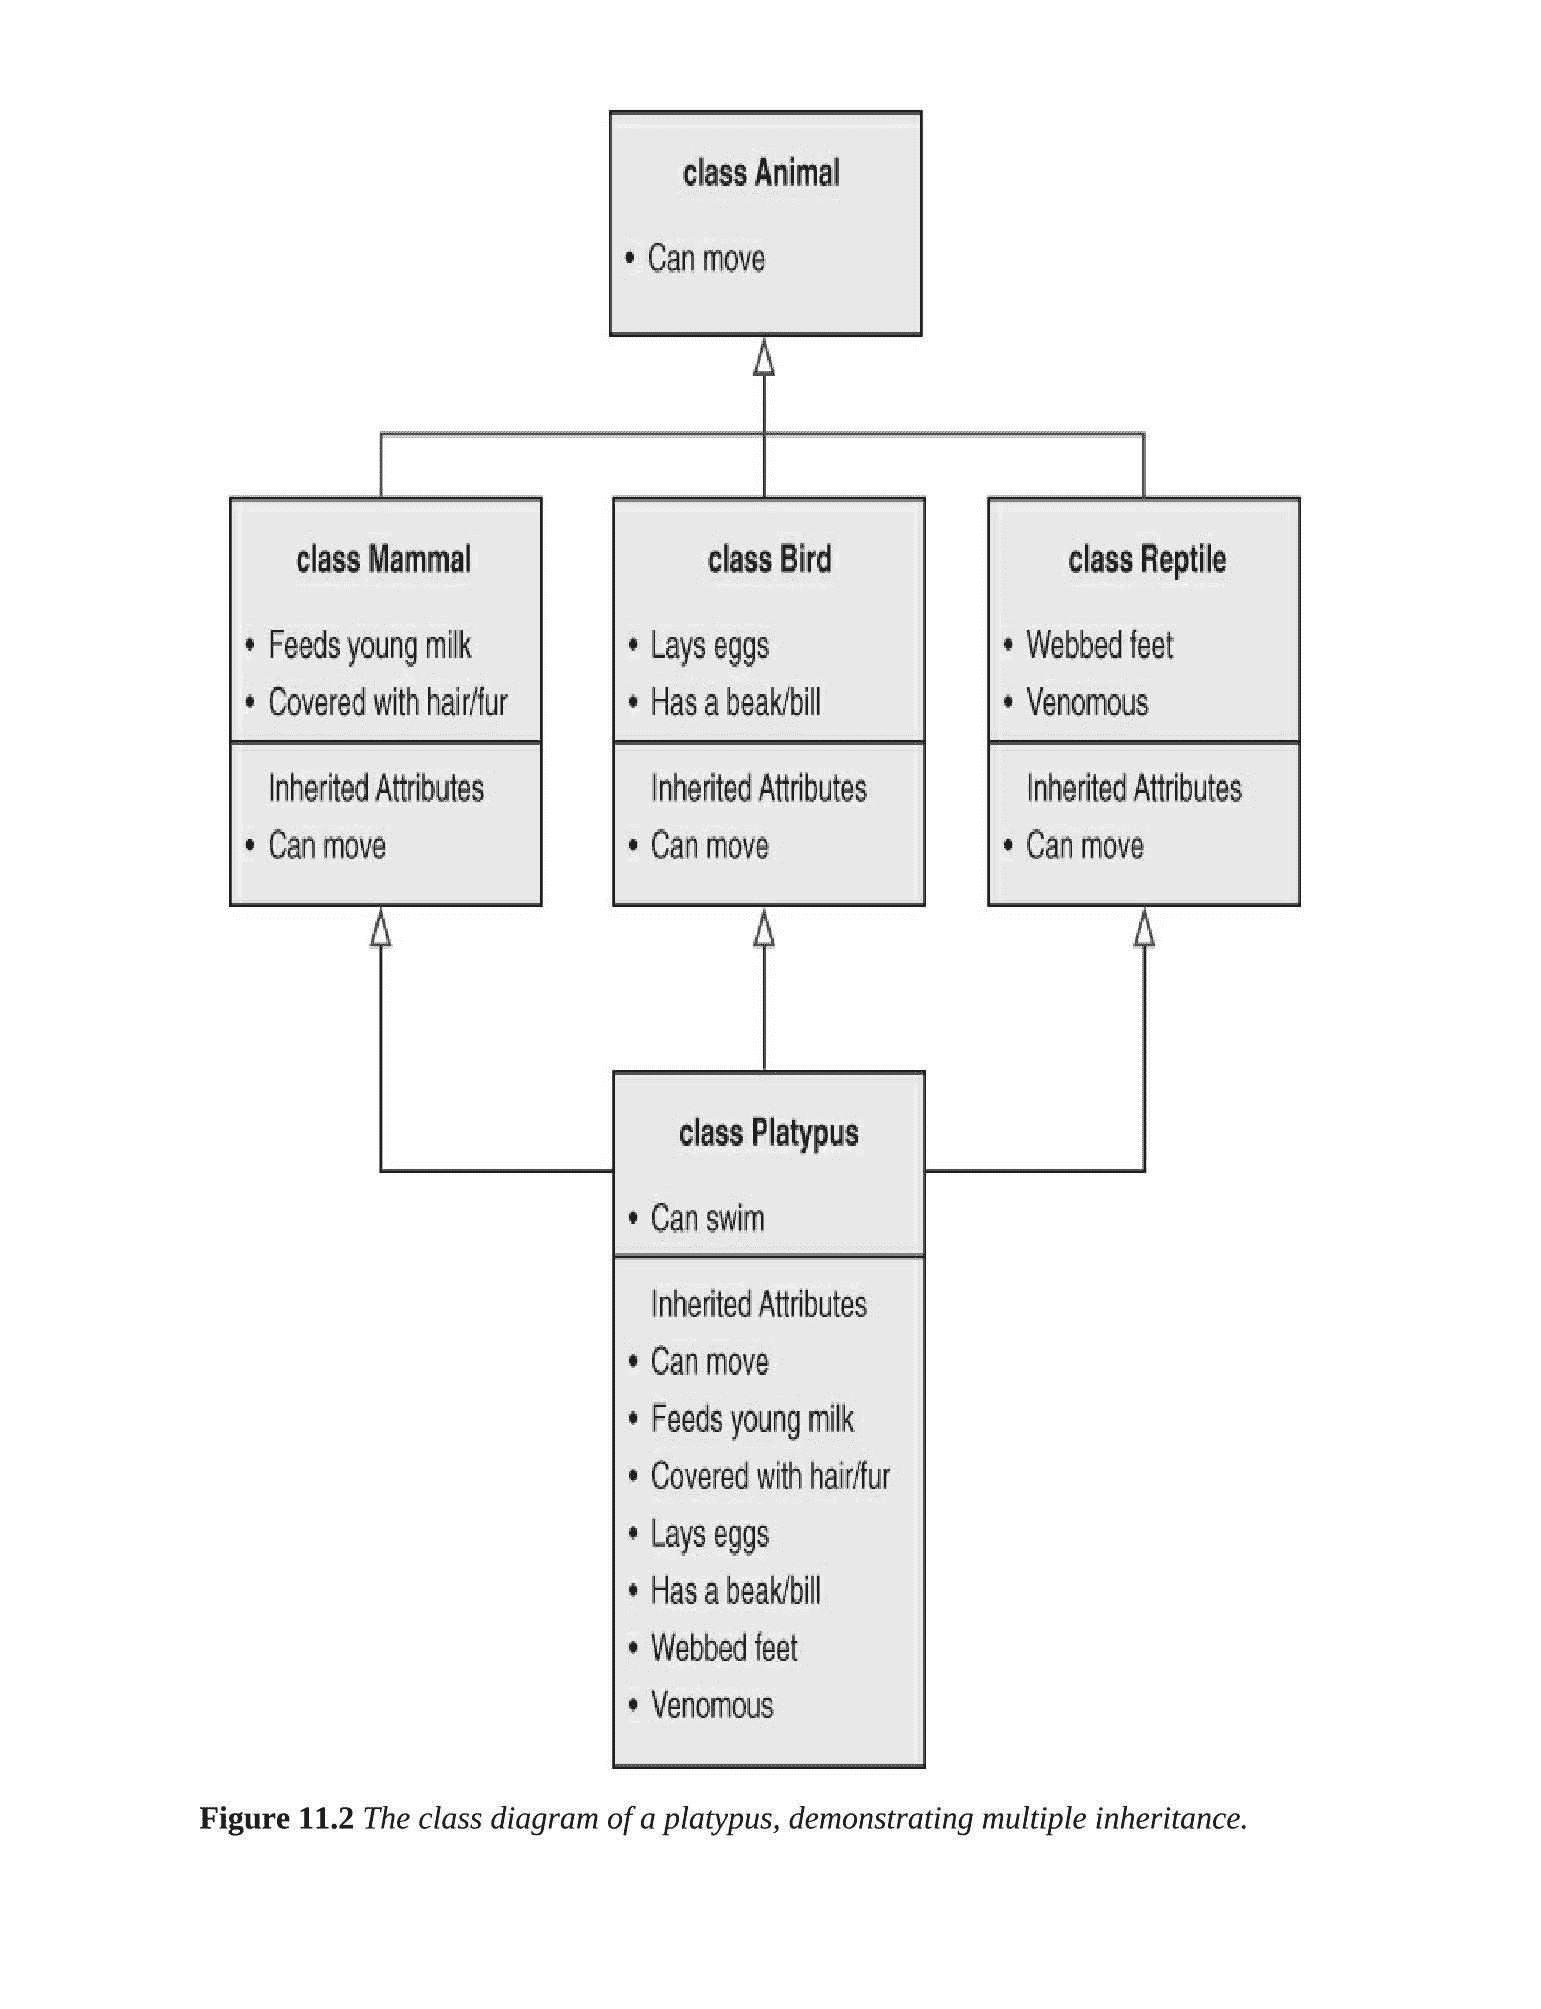 class Animal
• Can move
class Mammal
• Feeds young milk
• Covered with hair/fur
Inherited Attributes
• Can move
class Bird
• Lays eggs
• Has a beak/bill
Inherited Attributes
• Can move
class Reptile
• Webbed feet
• Venomous
Inherited Attributes
• Can move
class Platypus
• Can swim
Inherited Attributes
• Can move
• Feeds young milk
• Covered with hair/fur
• Lays eggs
• Has a beak/bill
• Webbed feet
• Venomous
Figure 11.2 The class diagram of a platypus, demonstrating multiple inheritance.